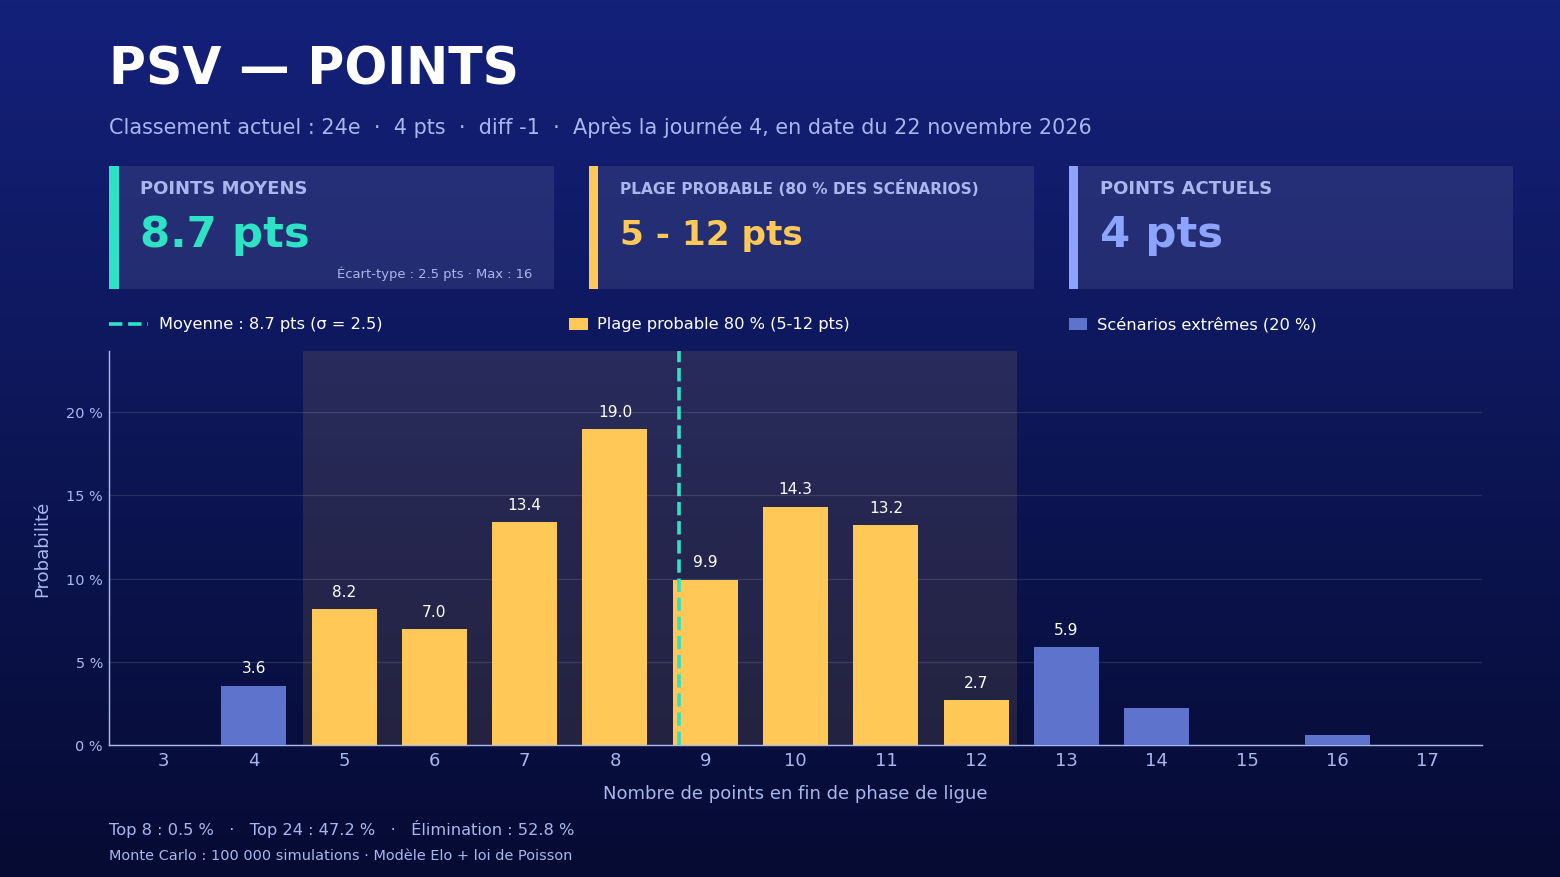 PSV — POINTS
Classement actuel : 24e · 4 pts · diff -1 · Après la journée 4, en date du 22 novembre 2026
POINTS MOYENS
8.7 pts
Écart-type : 2.5 pts · Max : 16
PLAGE PROBABLE (80 % DES SCÉNARIOS)
5 - 12 pts
POINTS ACTUELS
4 pts
Moyenne : 8.7 pts (σ = 2.5)
Plage probable 80 % (5-12 pts)
Scénarios extrêmes (20 %)
Probabilité
20 %
15 %
10 %
5 %
0 %
3.6
8.2
7.0
13.4
19.0
9.9
14.3
13.2
2.7
5.9
3 4 5 6 7 8 9 10 11 12 13 14 15 16 17
Nombre de points en fin de phase de ligue
Top 8 : 0.5 % · Top 24 : 47.2 % · Élimination : 52.8 %
Monte Carlo : 100 000 simulations · Modèle Elo + loi de Poisson